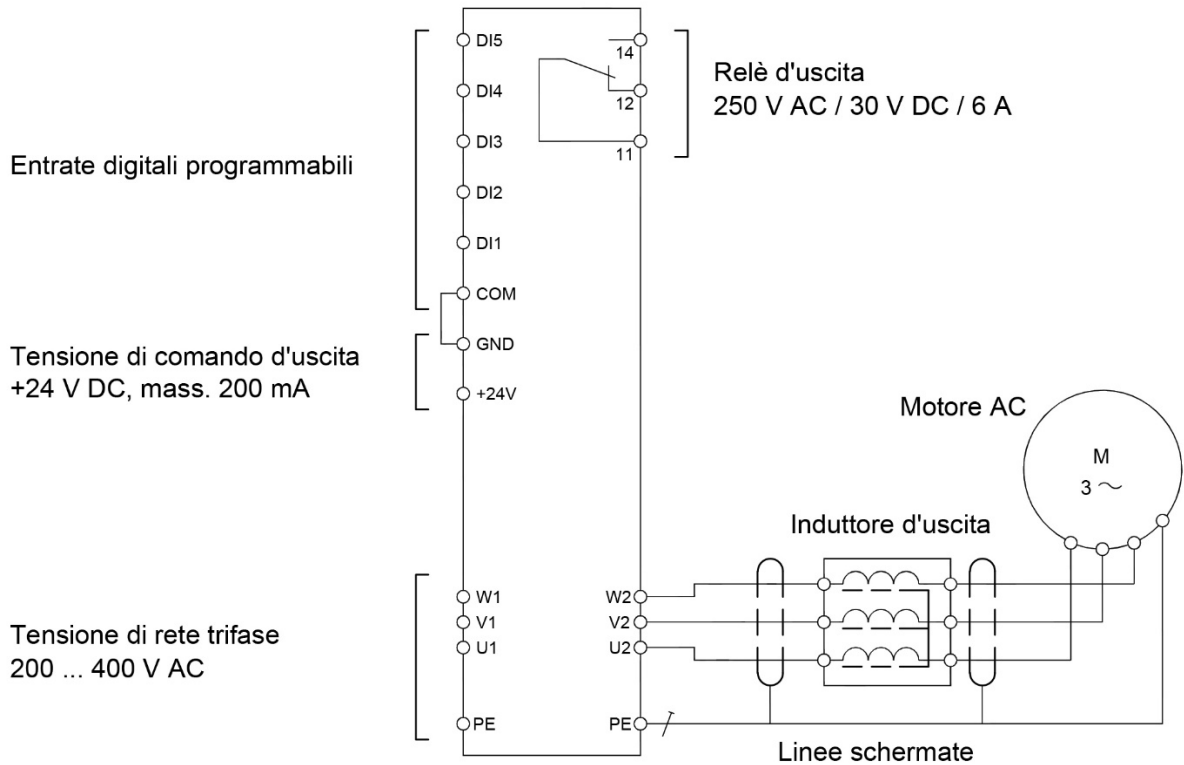 DI5
DI4
DI3
DI2
DI1
COM
GND
+24V
W1
V1
U1
PE
14
12
11
W2
V2
U2
PE
Entrate digitali programmabili
Tensione di comando d'uscita
+24 V DC, mass. 200 mA
Tensione di rete trifase
200 ... 400 V AC
Relè d'uscita
250 V AC / 30 V DC / 6 A
Motore AC
M
3 ~
Induttore d'uscita
Linee schermate